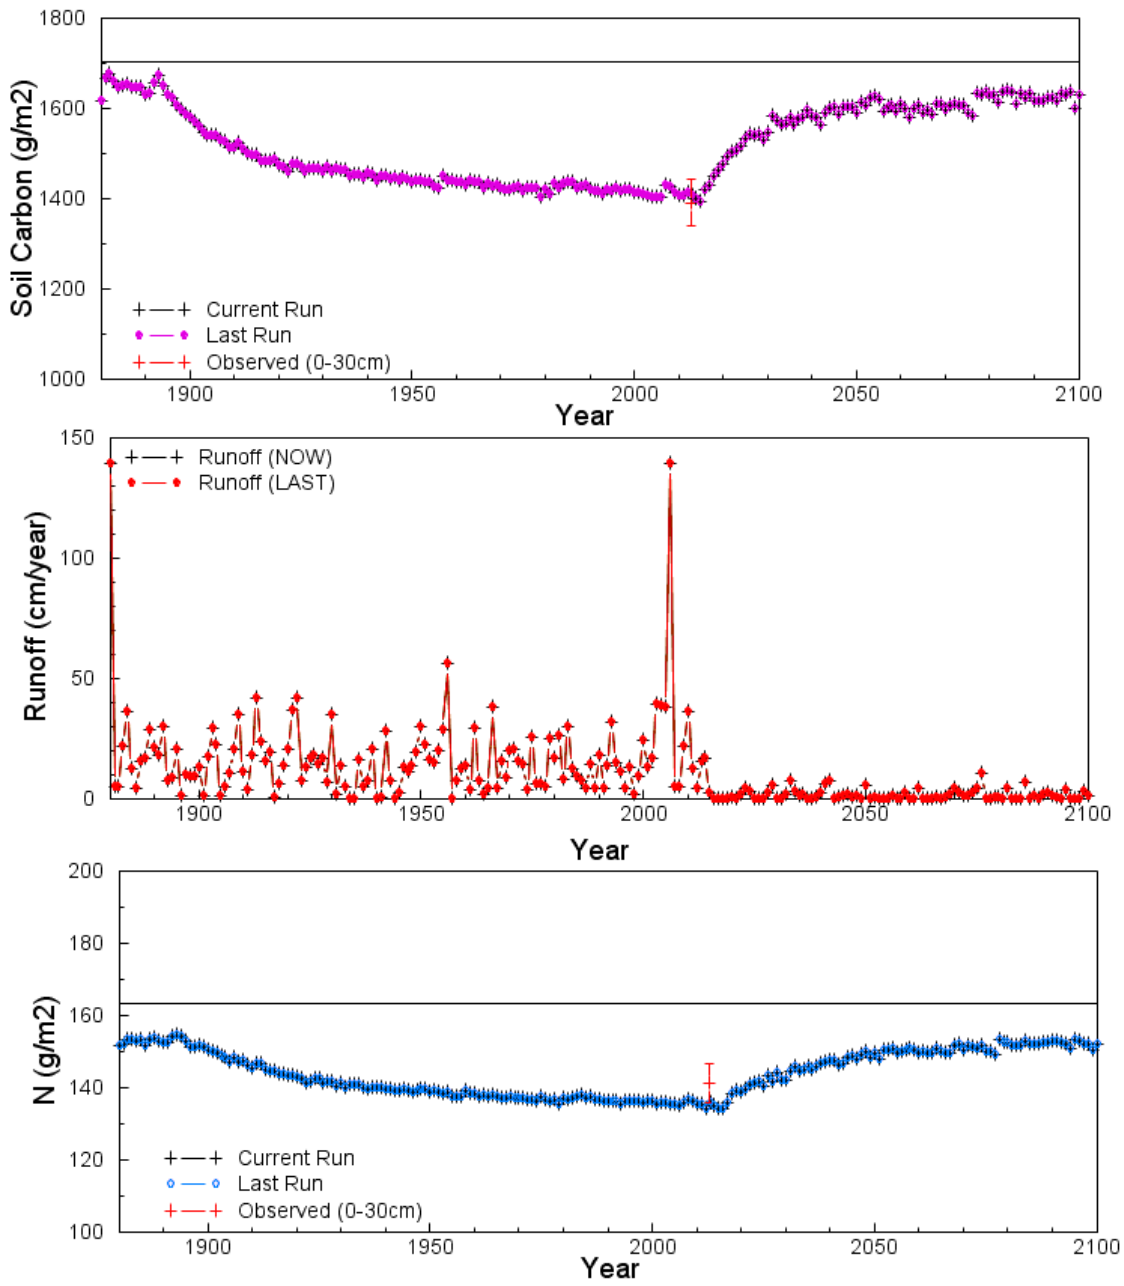 1800
1600
1400
1200
1000
Soil Carbon (g/m2)
Current Run
Last Run
Observed (0-30cm)
1900 1950 2000 2050 2100
Year
150
100
50
0
Runoff (cm/year)
Runoff (NOW)
Runoff (LAST)
1900 1950 2000 2050 2100
Year
200
180
160
140
120
100
N (g/m2)
Current Run
Last Run
Observed (0-30cm)
1900 1950 2000 2050 2100
Year